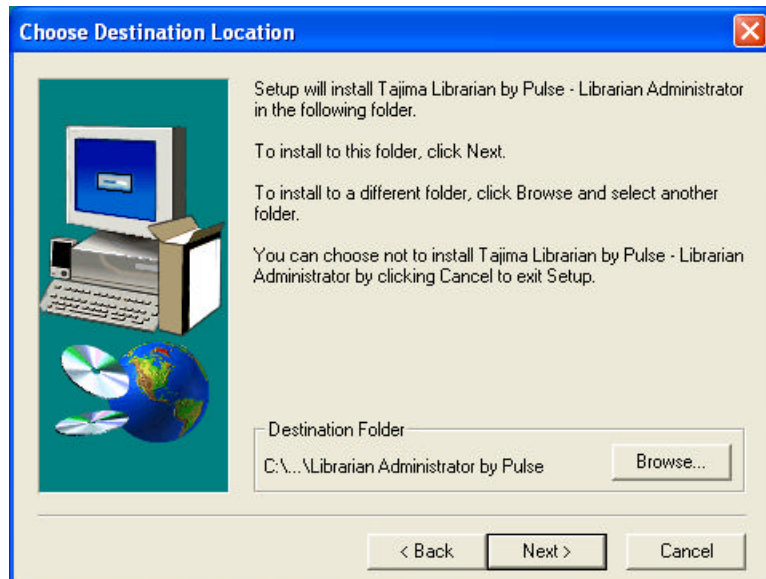 Choose Destination Location
Setup will install Tajima Librarian by Pulse - Librarian Administrator
in the following folder.
To install to this folder, click Next.
To install to a different folder, click Browse and select another
folder.
You can choose not to install Tajima Librarian by Pulse - Librarian
Administrator by clicking Cancel to exit Setup.
Destination Folder
C:\...\Librarian Administrator by Pulse
Browse...
< Back
Next >
Cancel